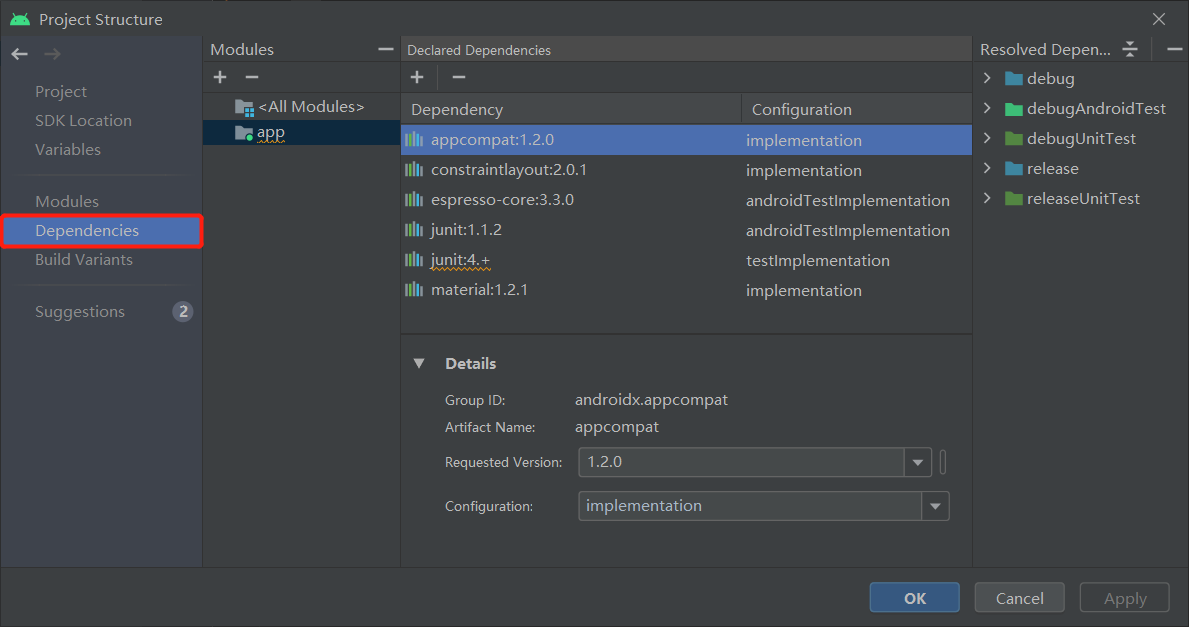 Project Structure
Project
SDK Location
Variables
Modules
Dependencies
Build Variants
Suggestions 2
Modules
<All Modules>
app
Declared Dependencies
Dependency Configuration
appcompat:1.2.0 implementation
constraintlayout:2.0.1 implementation
espresso-core:3.3.0 androidTestImplementation
junit:1.1.2 androidTestImplementation
junit:4.+ testImplementation
material:1.2.1 implementation
Details
Group ID: androidx.appcompat
Artifact Name: appcompat
Requested Version: 1.2.0
Configuration: implementation
Resolved Depen...
debug
debugAndroidTest
debugUnitTest
release
releaseUnitTest
OK Cancel Apply